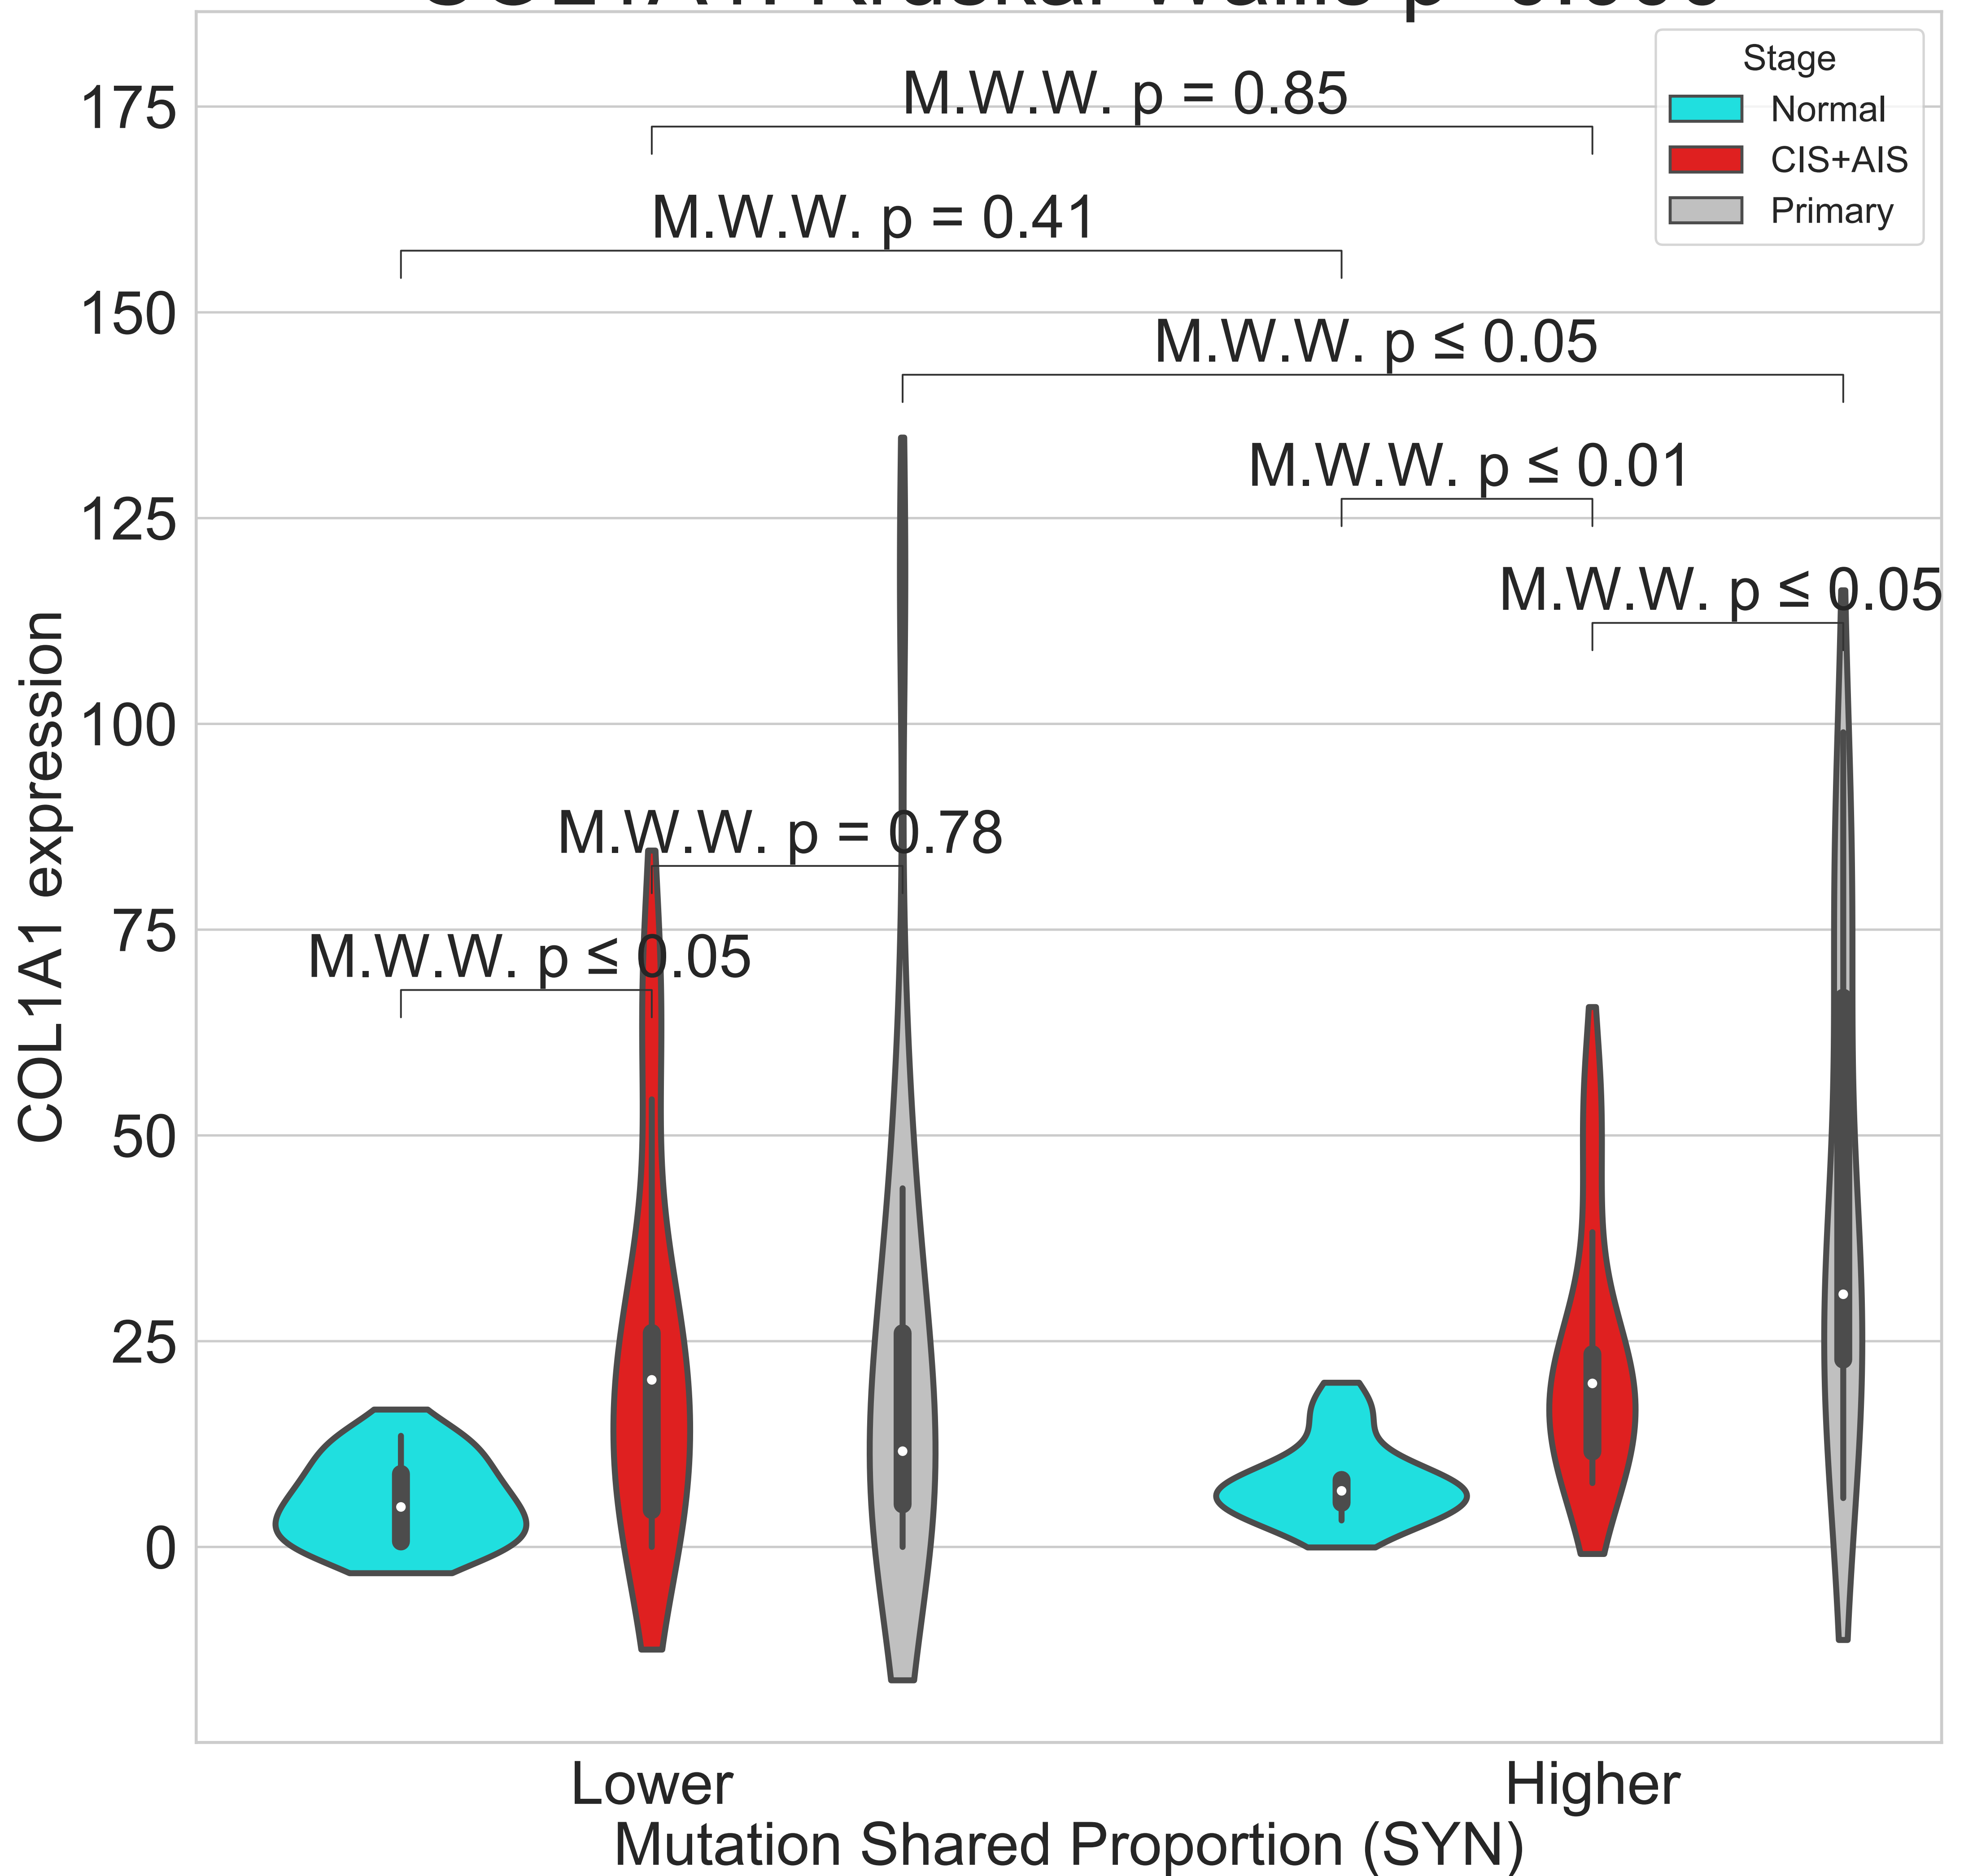 Stage
Normal
CIS+AIS
Primary
M.W.W. p = 0.85
M.W.W. p = 0.41
M.W.W. p ≤ 0.05
M.W.W. p ≤ 0.01
M.W.W. p ≤ 0.05
M.W.W. p = 0.78
M.W.W. p ≤ 0.05
175
150
125
100
75
50
25
0
COL1A1 expression
Lower
Higher
Mutation Shared Proportion (SYN)